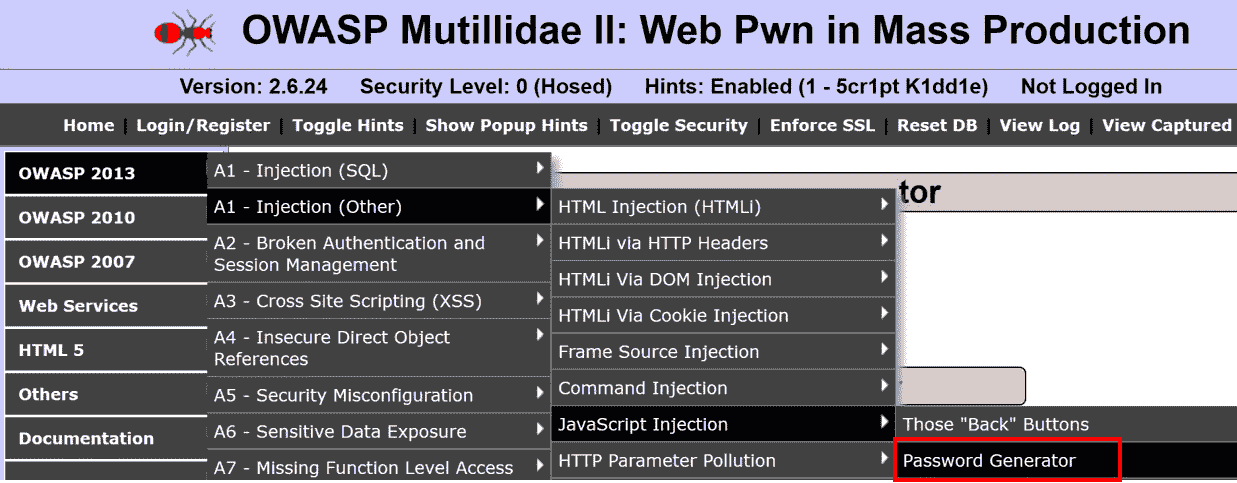 OWASP Mutillidae II: Web Pwn in Mass Production
Version: 2.6.24 Security Level: 0 (Hosed) Hints: Enabled (1 - 5cr1pt K1dd1e) Not Logged In
Home Login/Register Toggle Hints Show Popup Hints Toggle Security Enforce SSL Reset DB View Log View Captured
OWASP 2013
OWASP 2010
OWASP 2007
Web Services
HTML 5
Others
Documentation
A1 - Injection (SQL)
A1 - Injection (Other)
A2 - Broken Authentication and
Session Management
A3 - Cross Site Scripting (XSS)
A4 - Insecure Direct Object
References
A5 - Security Misconfiguration
A6 - Sensitive Data Exposure
A7 - Missing Function Level Access
HTML Injection (HTMLi)
HTMLi via HTTP Headers
HTMLi Via DOM Injection
HTMLi Via Cookie Injection
Frame Source Injection
Command Injection
JavaScript Injection
HTTP Parameter Pollution
Those "Back" Buttons
Password Generator
tor